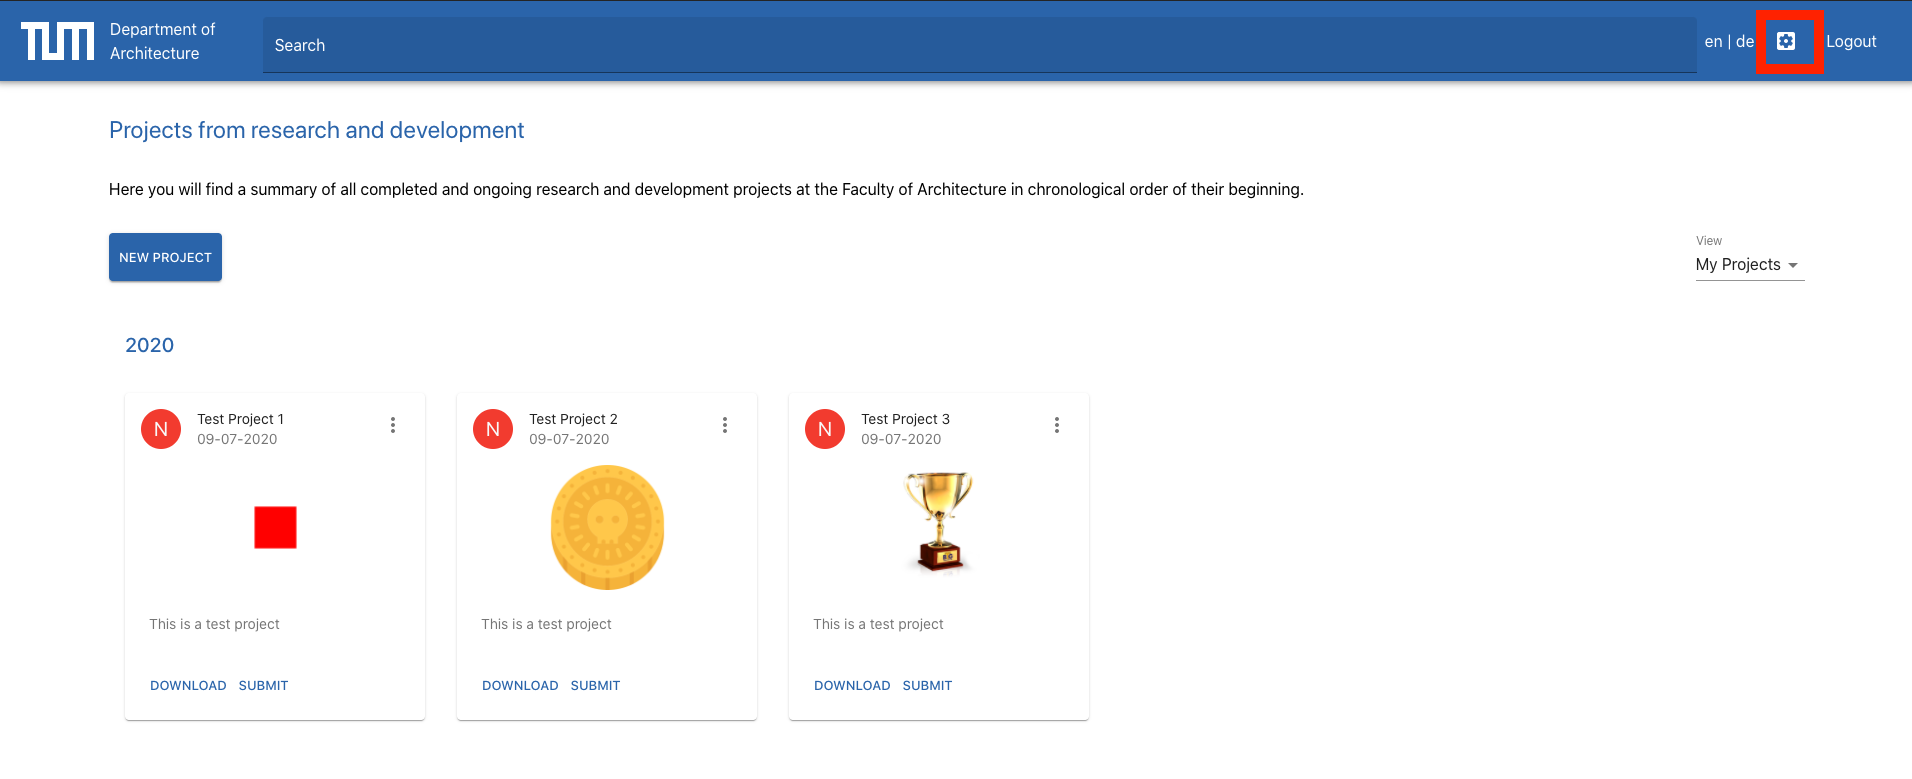 TUM
Department of
Architecture
Search
en | de
Logout
Projects from research and development
Here you will find a summary of all completed and ongoing research and development projects at the Faculty of Architecture in chronological order of their beginning.
NEW PROJECT
View
My Projects
2020
N
Test Project 1
09-07-2020
This is a test project
DOWNLOAD SUBMIT
N
Test Project 2
09-07-2020
This is a test project
DOWNLOAD SUBMIT
N
Test Project 3
09-07-2020
This is a test project
DOWNLOAD SUBMIT